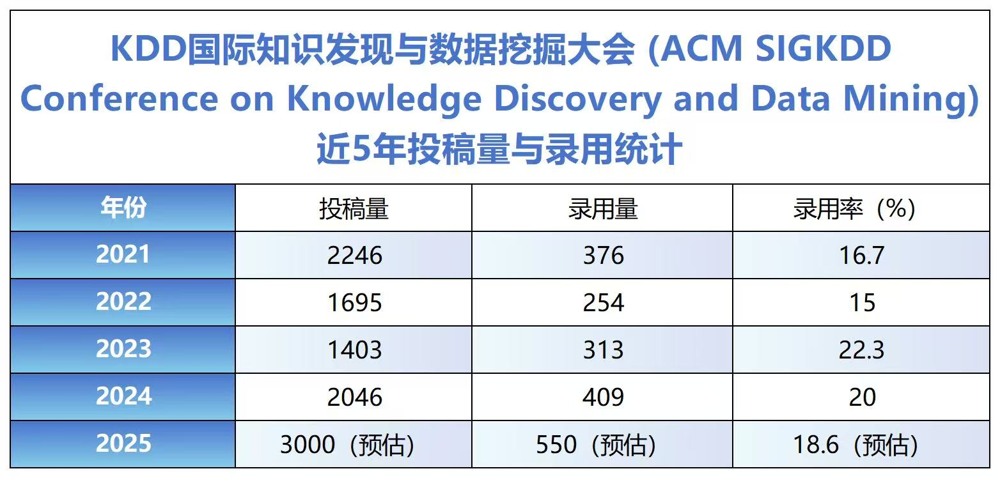 KDD国际知识发现与数据挖掘大会 (ACM SIGKDD
Conference on Knowledge Discovery and Data Mining)
近5年投稿量与录用统计
年份 投稿量 录用量 录用率（%）
2021 2246 376 16.7
2022 1695 254 15
2023 1403 313 22.3
2024 2046 409 20
2025 3000（预估） 550（预估） 18.6（预估）